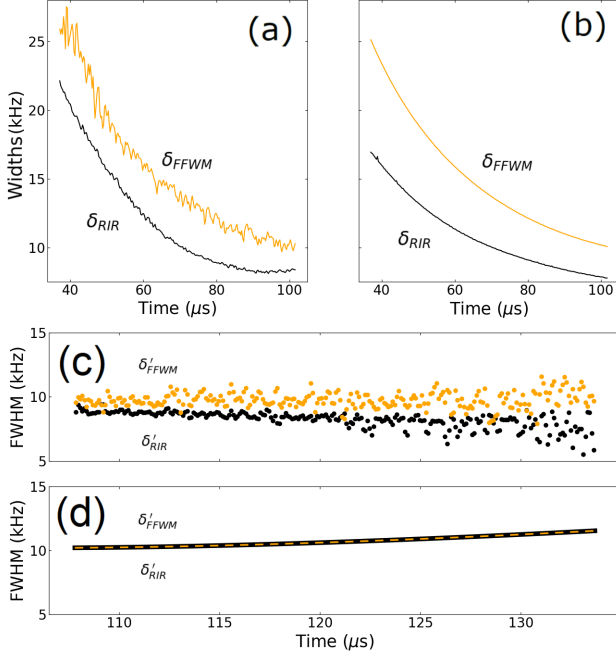 (a)
(b)
25
20
15
10
Widths(kHz)
δFFWM
δRIR
δFFWM
δRIR
40 60 80 100
40 60 80 100
Time (μs)
Time (μs)
(c)
15
10
5
FWHM (kHz)
δ′FFWM
δ′RIR
(d)
15
10
5
FWHM (kHz)
δ′FFWM
δ′RIR
110 115 120 125 130
Time (μs)